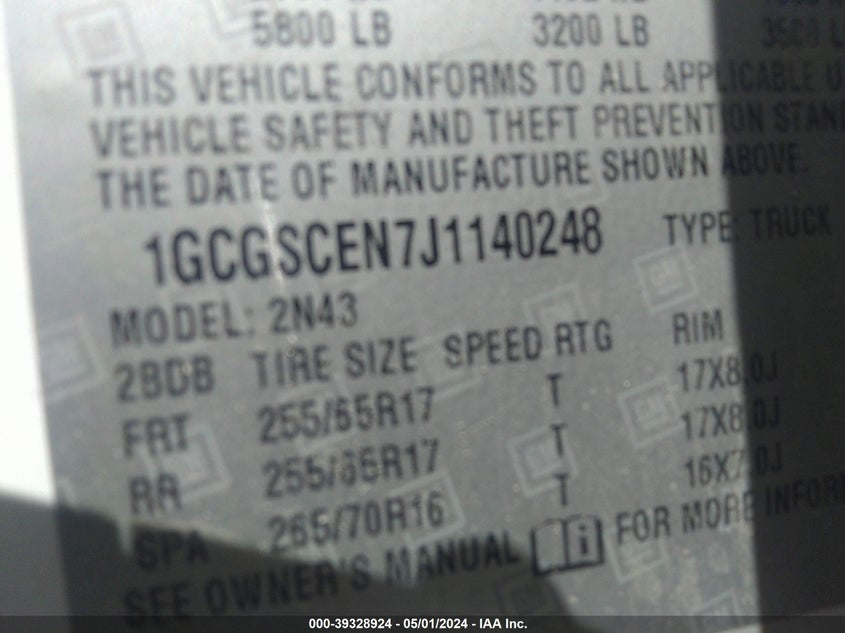 5800 LB 3200 LB 3500 L
THIS VEHICLE CONFORMS TO ALL APPLICABLE U
VEHICLE SAFETY AND THEFT PREVENTION STAN
THE DATE OF MANUFACTURE SHOWN ABOVE.
1GCGSCEN7J1140248 TYPE: TRUCK
MODEL: 2N43
2BDB TIRE SIZE SPEED RTG RIM
FRT 255/65R17 T 17X8.0J
RR 255/65R17 T 17X8.0J
SPA 265/70R16 T 16X7.0J
SEE OWNER'S MANUAL FOR MORE INFOR
000-39328924 - 05/01/2024 - IAA Inc.